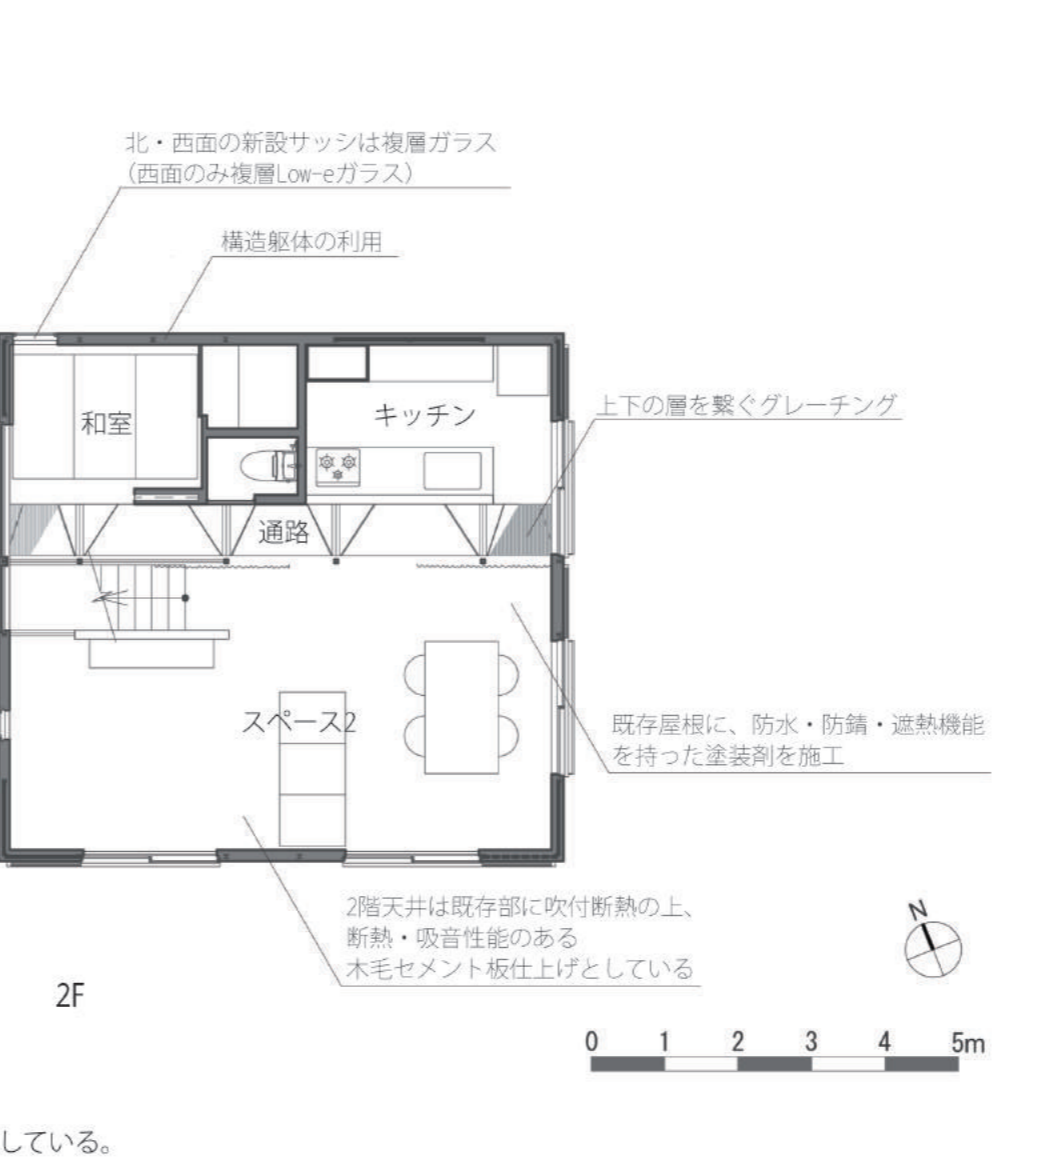 北・西面の新設サッシは複層ガラス
(西面のみ複層Low-eガラス)
構造躯体の利用
上下の層を繋ぐグレーチング
和室
キッチン
通路
スペース2
既存屋根に、防水・防錆・遮熱機能
を持った塗装剤を施工
2階天井は既存部に吹付断熱の上、
断熱・吸音性能のある
木毛セメント板仕上げとしている
N
2F
0 1 2 3 4 5m
している。